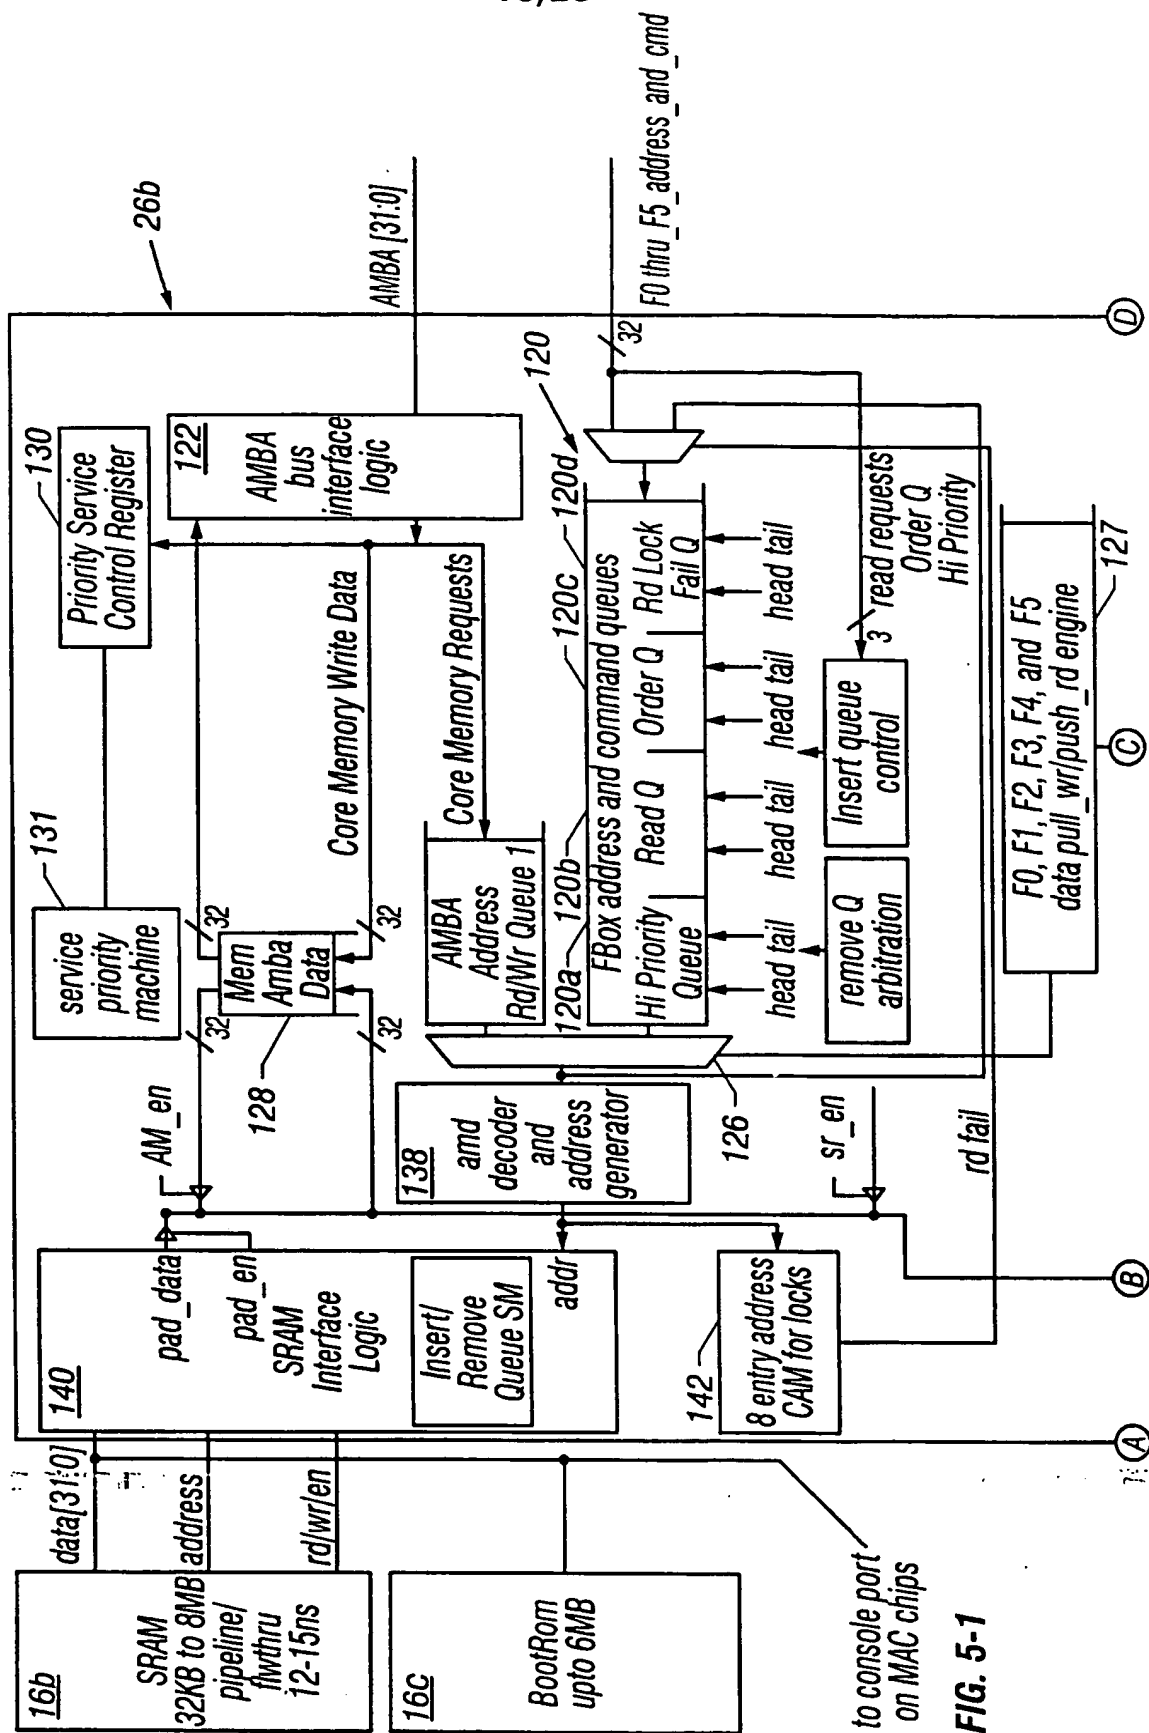 26b
130
Priority Service
Control Register
131
service
priority
machine
122
AMBA
bus
interface
logic
AMBA [31:0]
AM_en
32
32
Mem
Amba
Data
32
32
128
Core Memory Write Data
Core Memory Requests
16b
SRAM
32KB to 8MB
pipeline/
flwthru
12-15ns
data[31:0]
address
rd/wr/en
140
pad_data
pad_en
SRAM
Interface
Logic
Insert/
Remove
Queue SM
addr
138
amd
decoder
and
address
generator
AMBA
Address
Rd/Wr Queue 1
120a
120b
120c
120d
120
FBox address and command queues
Hi Priority
Queue
Read Q
Order Q
Rd Lock
Fail Q
32
F0 thru F5_address_and_cmd
head tail
head tail
head tail
head tail
126
remove Q
arbitration
Insert queue
control
3
read requests
Order Q
Hi Priority
16c
BootRom
upto 6MB
142
8 entry address
CAM for locks
sr_en
rd fail
F0, F1, F2, F3, F4, and F5
data pull_wr/push_rd engine
127
to console port
on MAC chips
A
B
C
D
FIG. 5-1